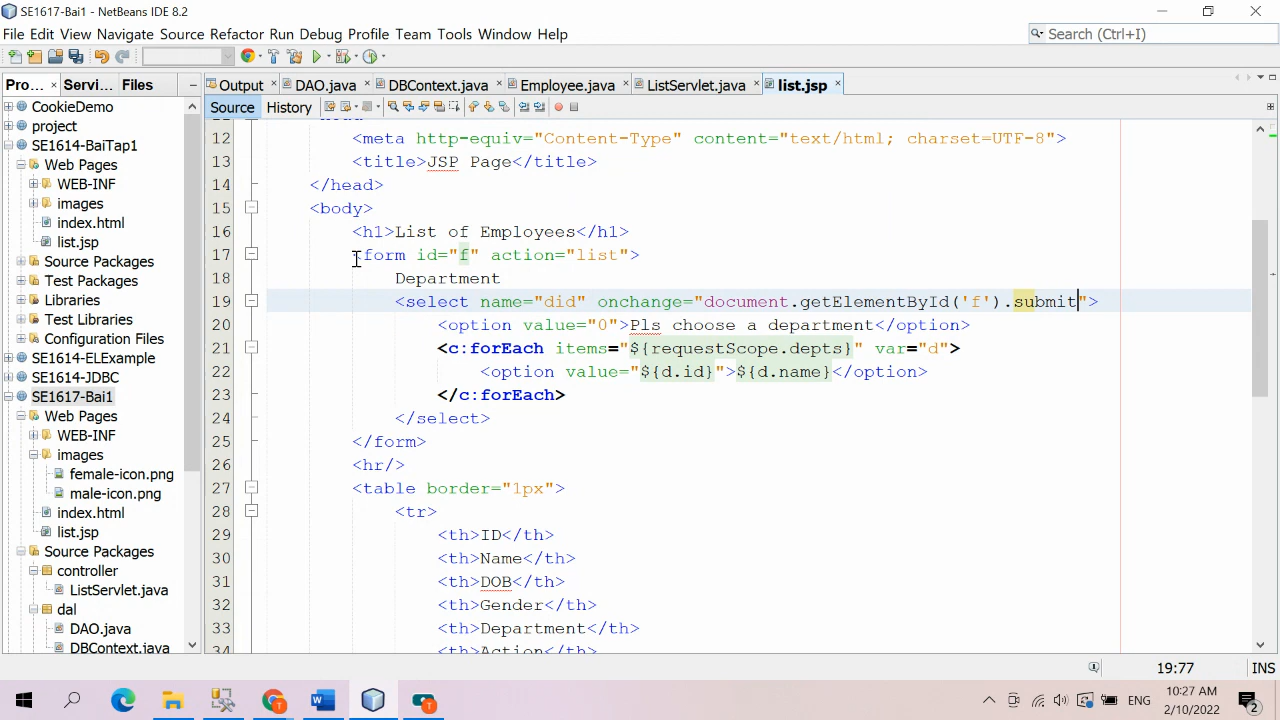 SE1617-Bai1 - NetBeans IDE 8.2
File Edit View Navigate Source Refactor Run Debug Profile Team Tools Window Help
Search (Ctrl+I)
Pro... Servi... Files
Output DAO.java DBContext.java Employee.java ListServlet.java list.jsp
Source History
CookieDemo
project
SE1614-BaiTap1
Web Pages
WEB-INF
images
index.html
list.jsp
Source Packages
Test Packages
Libraries
Test Libraries
Configuration Files
SE1614-ELExample
SE1614-JDBC
SE1617-Bai1
Web Pages
WEB-INF
images
female-icon.png
male-icon.png
index.html
list.jsp
Source Packages
controller
ListServlet.java
dal
DAO.java
DBContext.java
12 <meta http-equiv="Content-Type" content="text/html; charset=UTF-8">
13 <title>JSP Page</title>
14 </head>
15 <body>
16 <h1>List of Employees</h1>
17 <form id="f" action="list">
18 Department
19 <select name="did" onchange="document.getElementById('f').submit">
20 <option value="0">Pls choose a department</option>
21 <c:forEach items="${requestScope.depts}" var="d">
22 <option value="${d.id}">${d.name}</option>
23 </c:forEach>
24 </select>
25 </form>
26 <hr/>
27 <table border="1px">
28 <tr>
29 <th>ID</th>
30 <th>Name</th>
31 <th>DOB</th>
32 <th>Gender</th>
33 <th>Department</th>
34 <th>Action</th>
19:77 INS
ENG
10:27 AM
2/10/2022
2